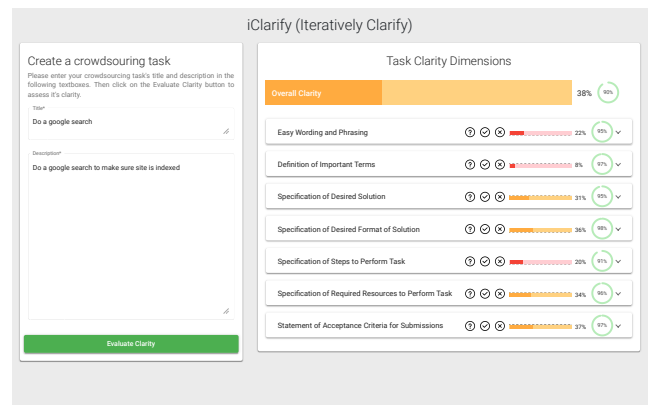 iClarify (Iteratively Clarify)
Create a crowdsouring task
Please enter your crowdsourcing task's title and description in the
following textboxes. Then click on the Evaluate Clarity button to
assess it's clarity.
Title*
Do a google search
Description*
Do a google search to make sure site is indexed
Evaluate Clarity
Task Clarity Dimensions
Overall Clarity 38% 90%
Easy Wording and Phrasing 22% 95%
Definition of Important Terms 8% 97%
Specification of Desired Solution 31% 95%
Specification of Desired Format of Solution 36% 98%
Specification of Steps to Perform Task 20% 91%
Specification of Required Resources to Perform Task 34% 96%
Statement of Acceptance Criteria for Submissions 37% 97%